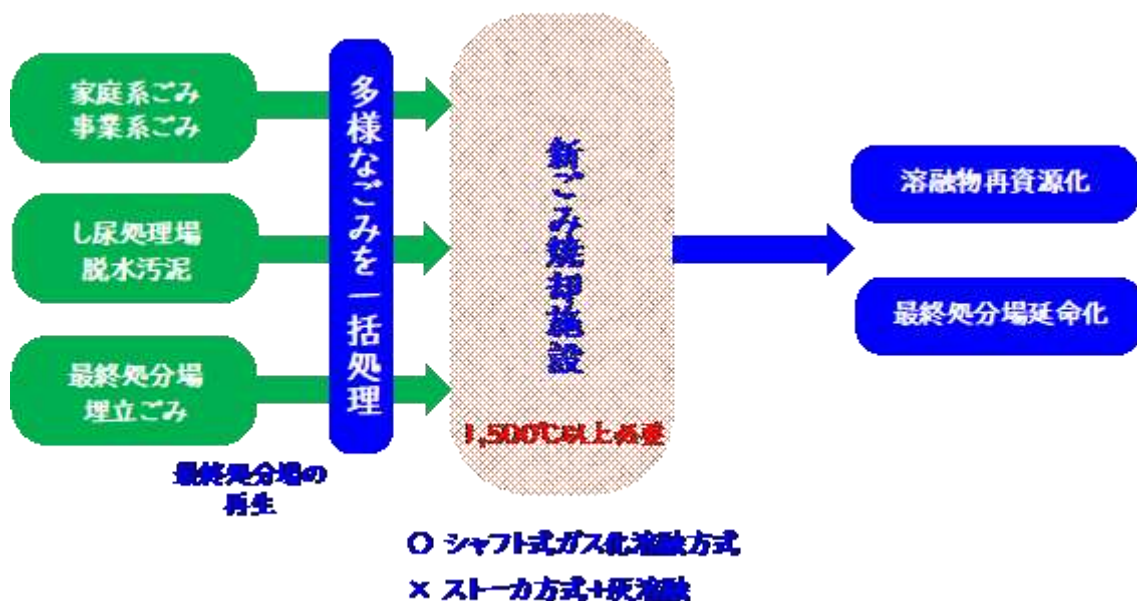 家庭系ごみ
事業系ごみ
し尿処理場
脱水汚泥
最終処分場
埋立ごみ
多様なごみを一括処理
最終処分場の
再生
新ごみ焼却施設
1,500℃以上必要
溶融物再資源化
最終処分場延命化
○ シャフト式ガス化溶融方式
× ストーカ方式+灰溶融